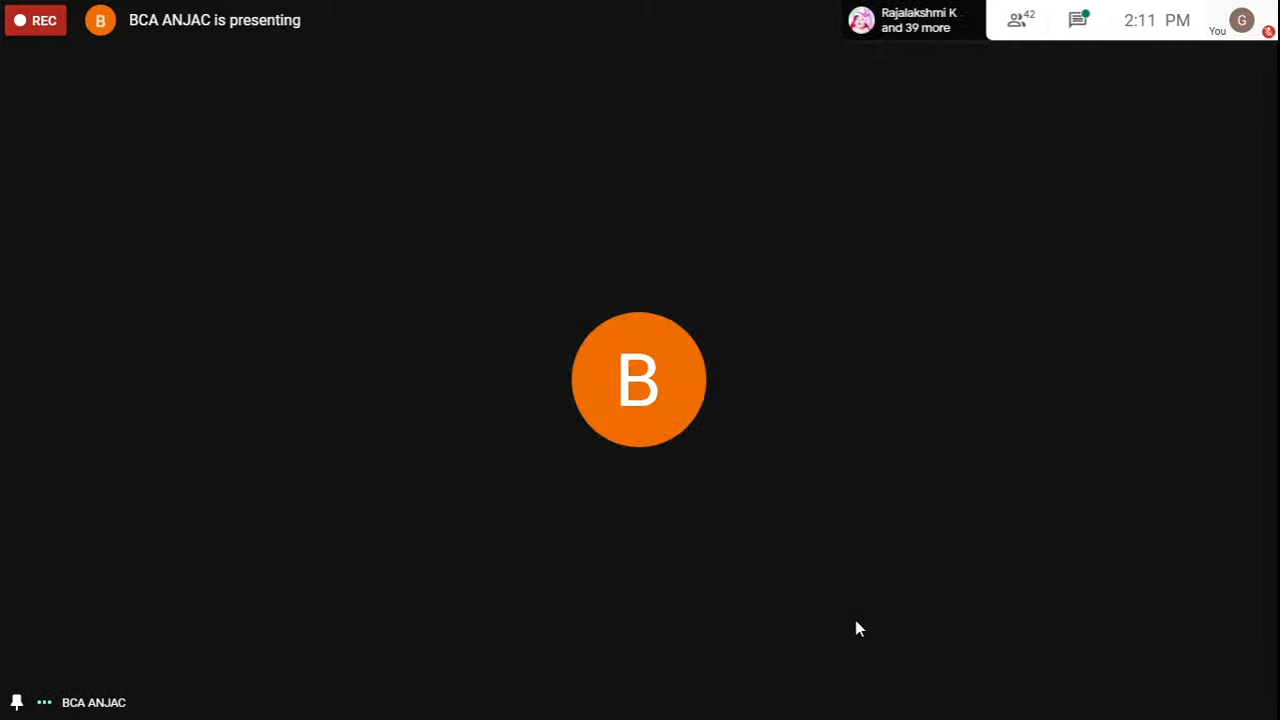 REC
B
BCA ANJAC is presenting
Rajalakshmi K
and 39 more
42
2:11 PM
You
G
B
BCA ANJAC